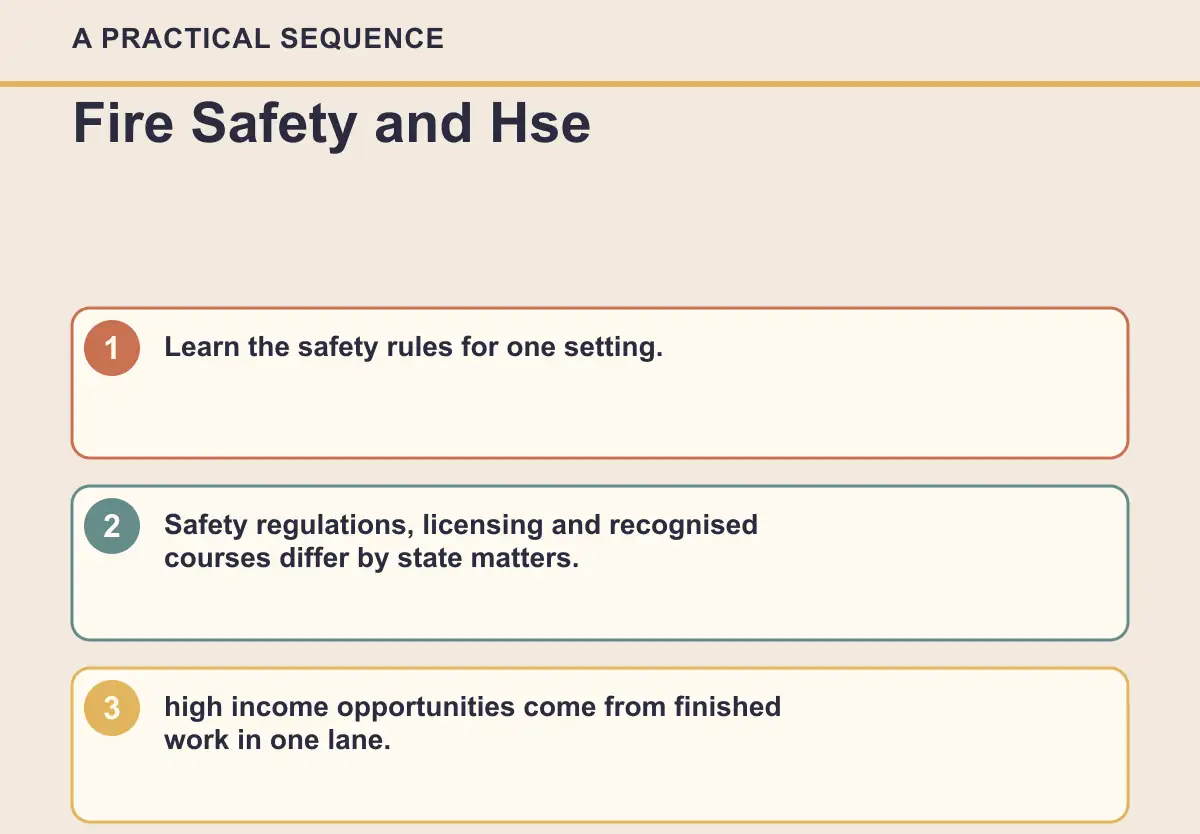 A PRACTICAL SEQUENCE
Fire Safety and Hse
1
Learn the safety rules for one setting.
2
Safety regulations, licensing and recognised
courses differ by state matters.
3
high income opportunities come from finished
work in one lane.